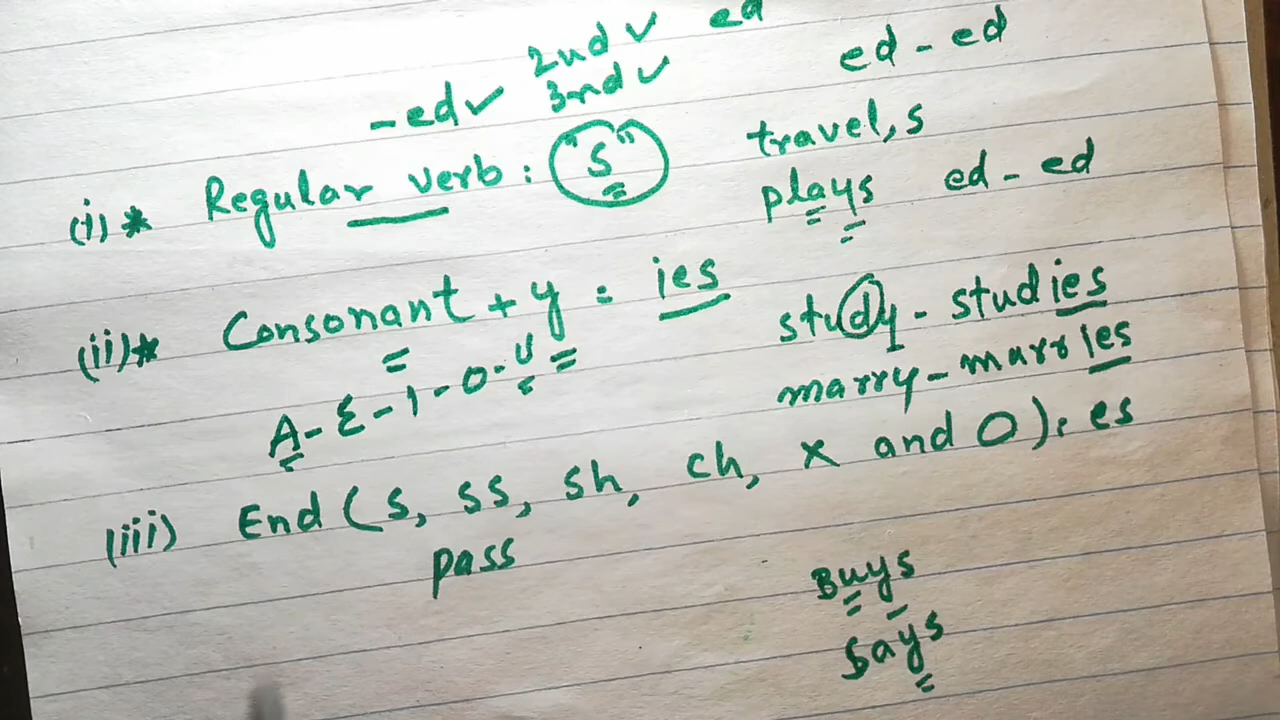 2nd ✓ ed
-ed ✓ 3nd ✓ ed - ed
(i) * Regular verb : "S" travel, s
plays ed - ed
(ii) * Consonant + y = ies study - studies
A - E - I - O - U marry - marries
(iii) End (s, ss, sh, ch, x and O) : es
pass
Buys
Says